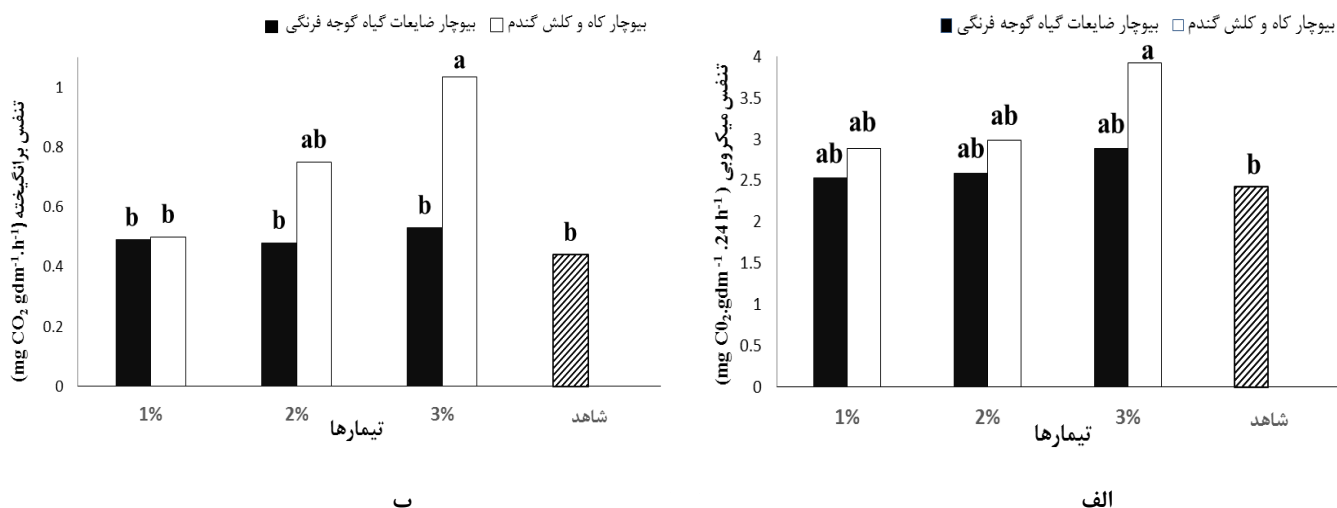 بیوچار کاه و کلش گندم بیوچار ضایعات گیاه گوجه فرنگی
تنفس میکروبی
(mg C0₂.gdm⁻¹ .24 h⁻¹)
4
3.5
3
2.5
2
1.5
1
0.5
0
ab ab
ab ab
ab a
b
1% 2% 3% شاهد
تیمارها
الف
بیوچار کاه و کلش گندم بیوچار ضایعات گیاه گوجه فرنگی
تنفس برانگیخته
(mg CO₂ gdm⁻¹.h⁻¹)
1
0.8
0.6
0.4
0.2
0
b b
b ab
b a
b
1% 2% 3% شاهد
تیمارها
ب